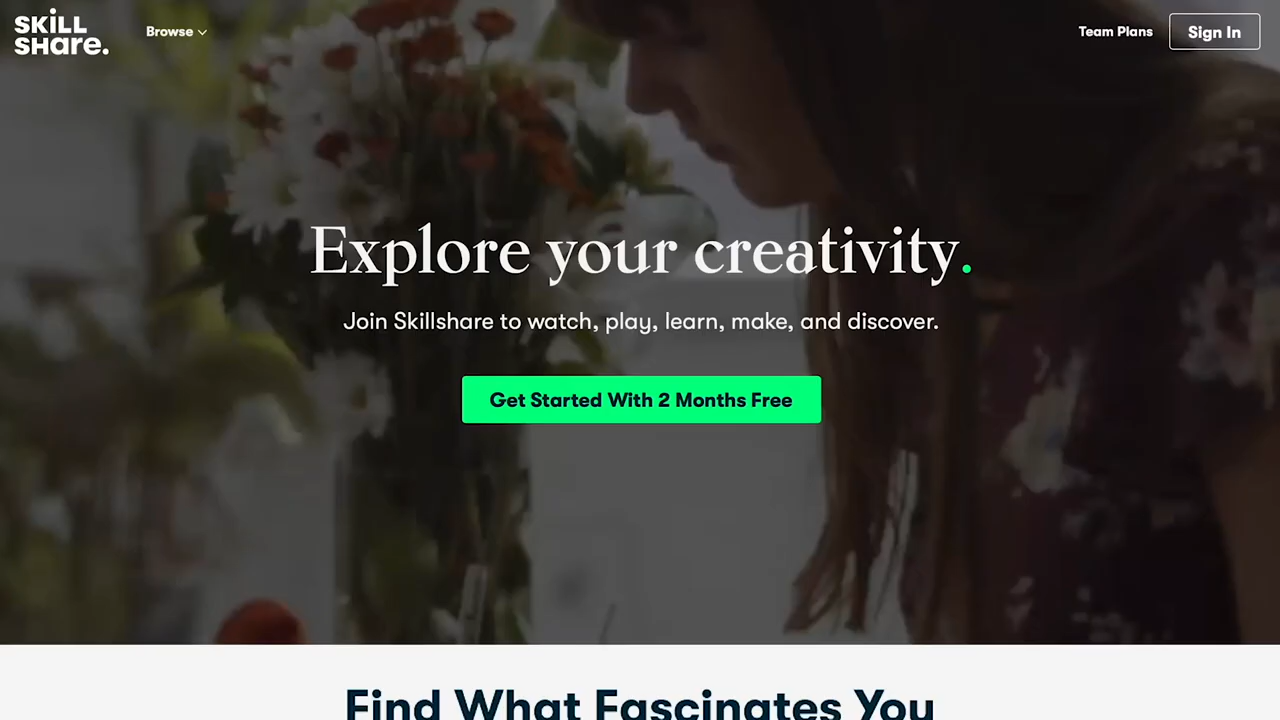 SKILL
SHare.
Browse
Team Plans
Sign In
Explore your creativity.
Join Skillshare to watch, play, learn, make, and discover.
Get Started With 2 Months Free
Find What Fascinates You